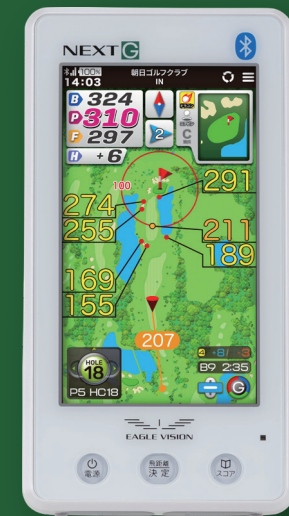 NEXT G
100%
14:03
朝日ゴルフクラブ
IN
B 324
P 310
F 297
H +6
2
C
100
291
274
255
211
189
169
155
207
HOLE
18
P5 HC18
4 +8/ -3
B9 2:35
G
EAGLE VISION
電源
飛距離
決定
スコア